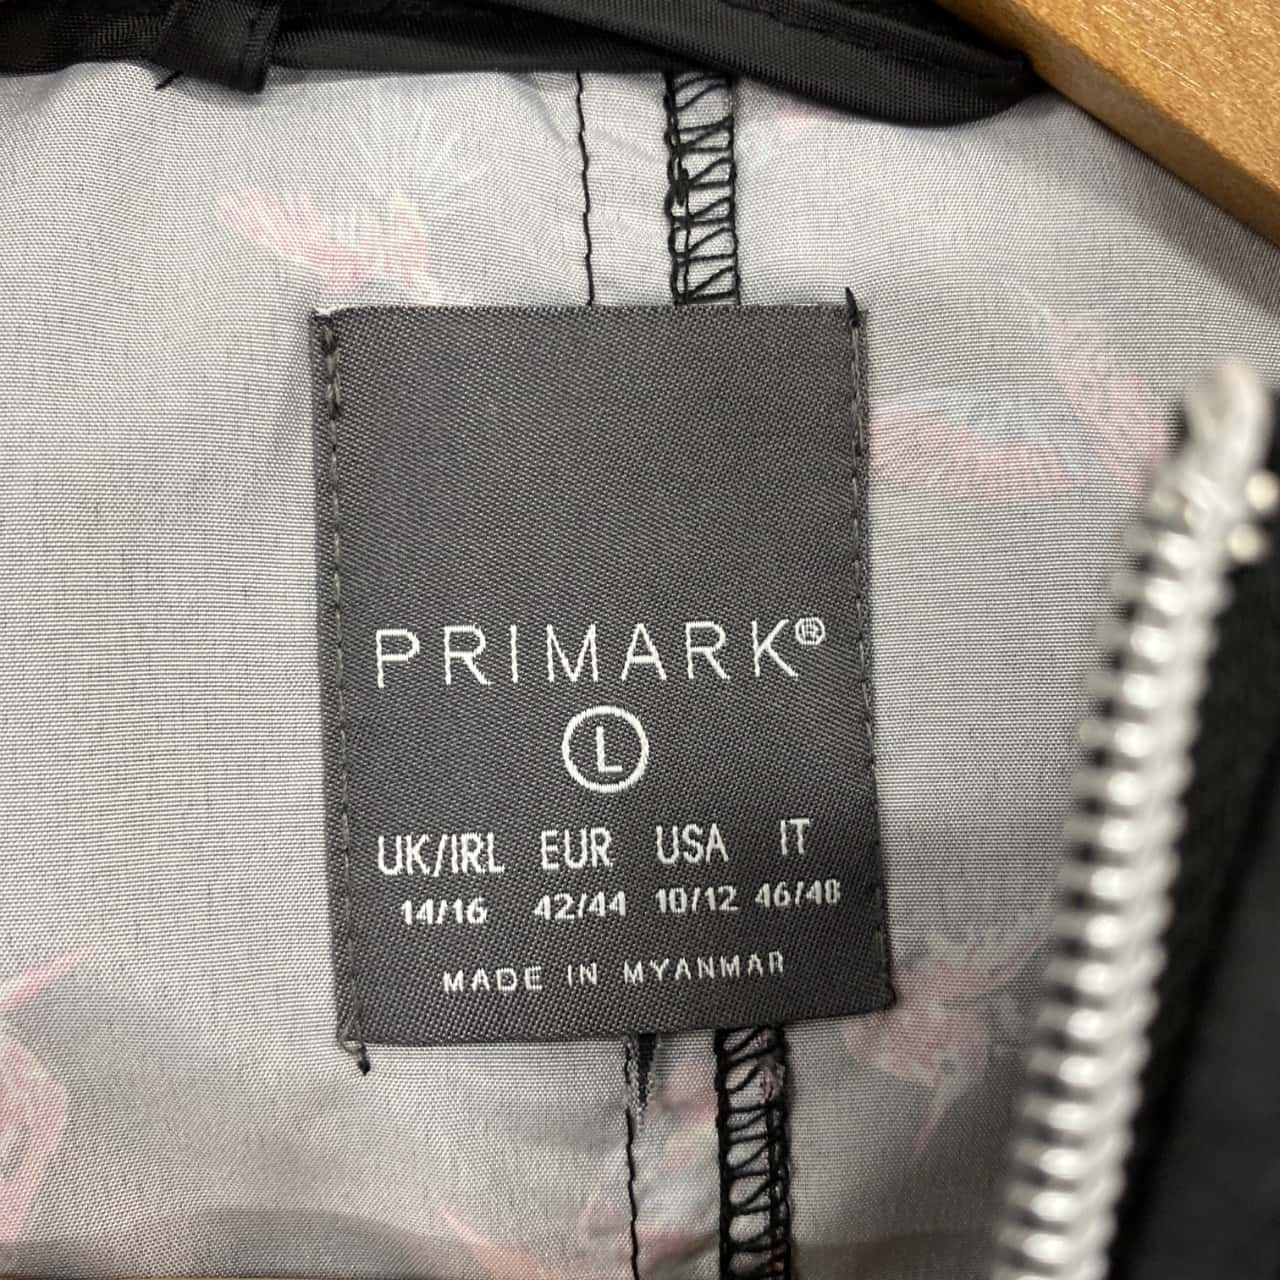 PRIMARK®
L
UK/IRL EUR USA IT
14/16 42/44 10/12 46/48
MADE IN MYANMAR